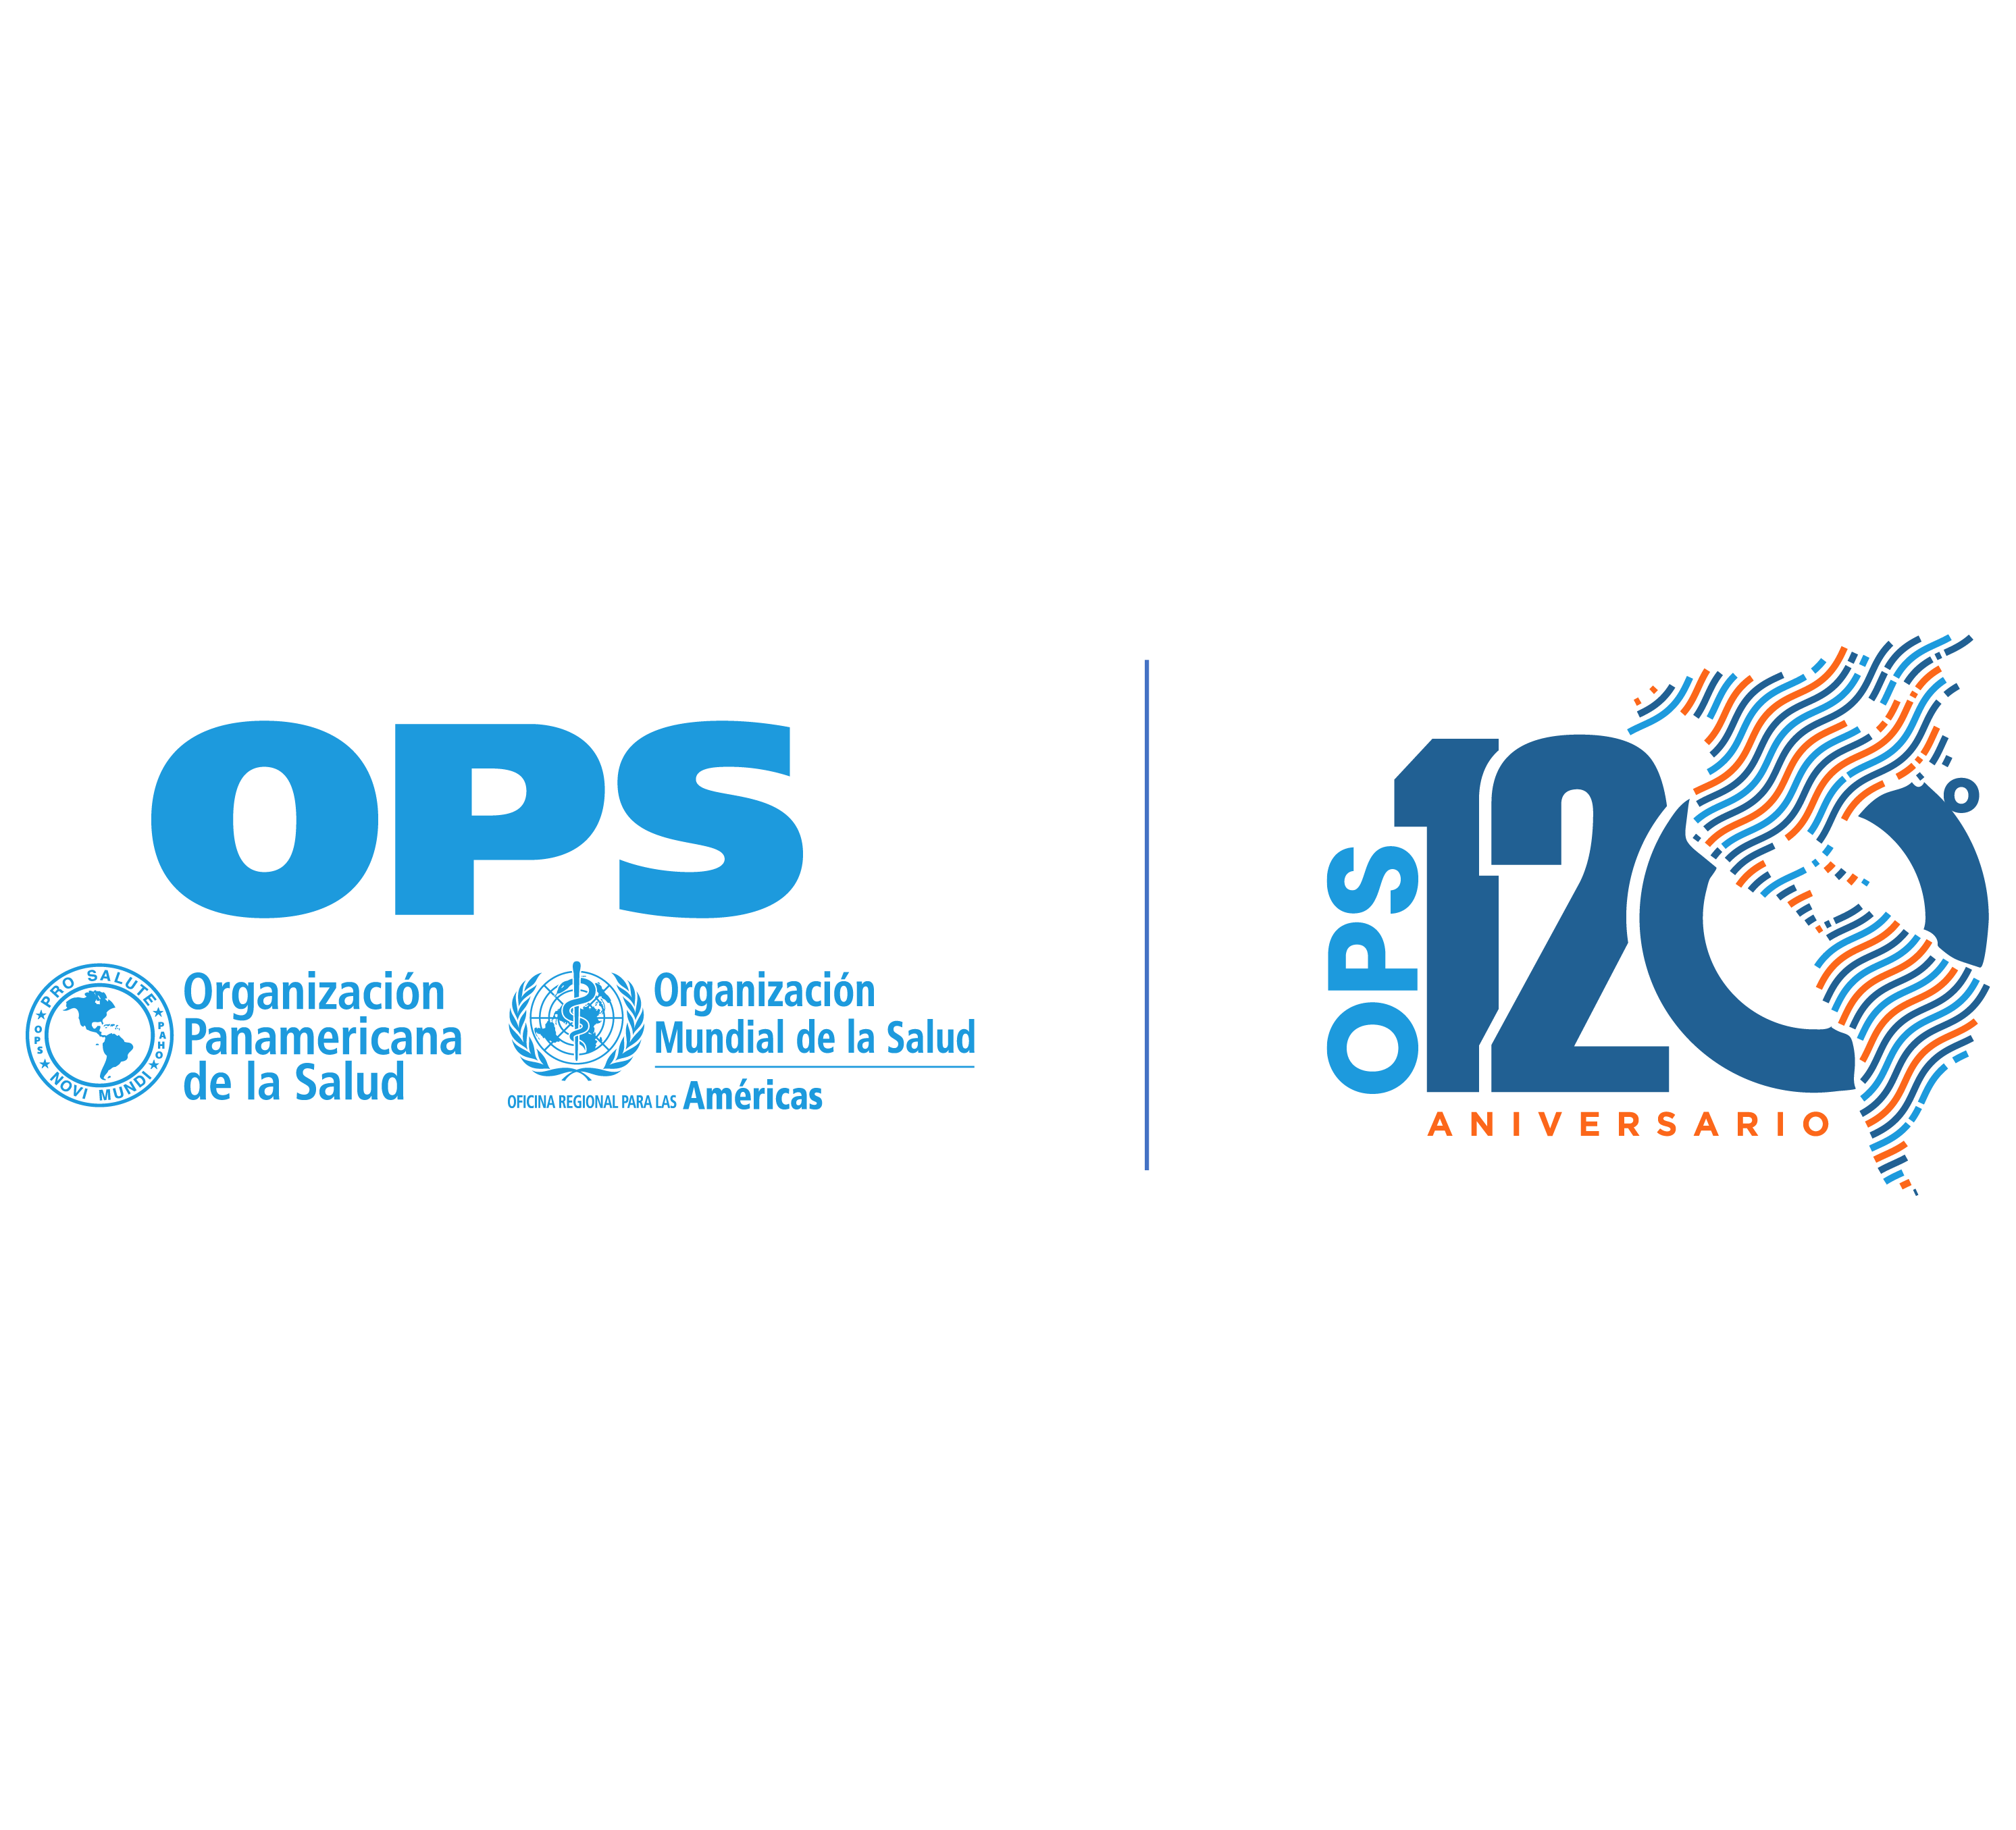 OPS
PRO SALUTE
OPS
PAHO
NOVI MUNDI
Organización
Panamericana
de la Salud
Organización
Mundial de la Salud
OFICINA REGIONAL PARA LAS Américas
OPS
120º
ANIVERSARIO